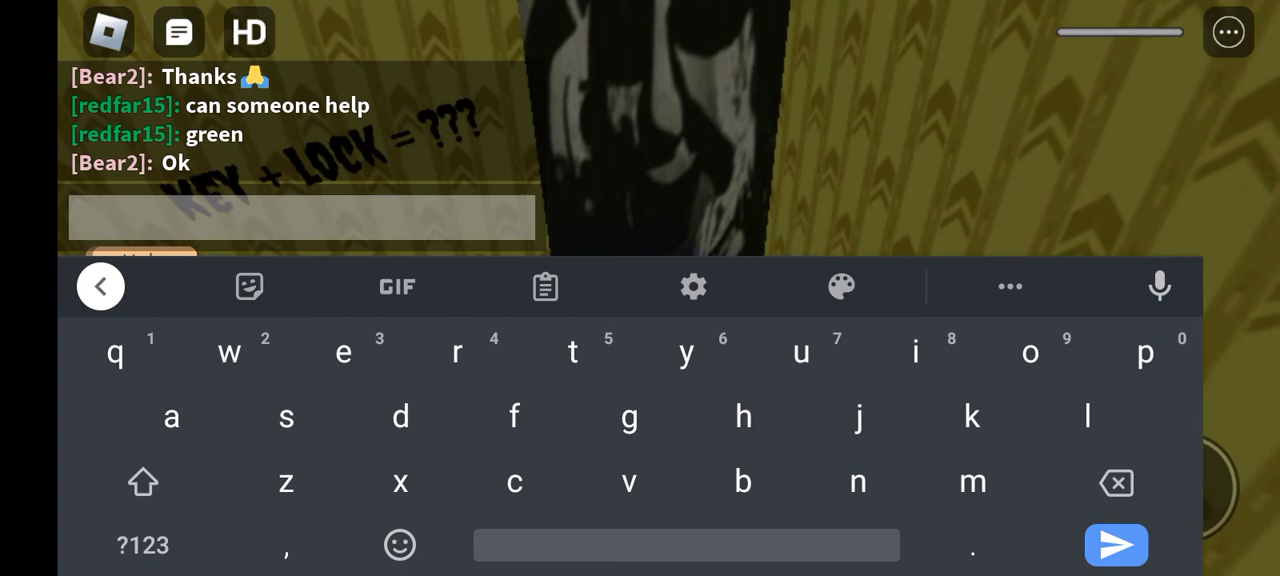 HD
[Bear2]: Thanks 🙏
[redfar15]: can someone help
[redfar15]: green
[Bear2]: Ok
KEY + LOCK = ???
GIF
q 1 w 2 e 3 r 4 t 5 y 6 u 7 i 8 o 9 p 0
a s d f g h j k l
z x c v b n m
?123 , .